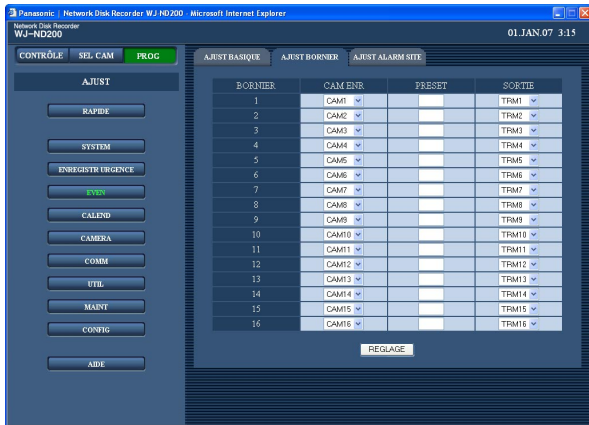 Panasonic | Network Disk Recorder WJ-ND200 - Microsoft Internet Explorer
Network Disk Recorder
WJ-ND200
01.JAN.07 3:15
CONTRÔLE SEL CAM PROG
AJUST BASIQUE AJUST BORNIER AJUST ALARM SITE
AJUST
RAPIDE
SYSTEM
ENREGISTR URGENCE
EVEN
CALEND
CAMERA
COMM
UTIL
MAINT
CONFIG
AIDE
BORNIER CAM ENR PRESET SORTIE
1 CAM1 TRM1
2 CAM2 TRM2
3 CAM3 TRM3
4 CAM4 TRM4
5 CAM5 TRM5
6 CAM6 TRM6
7 CAM7 TRM7
8 CAM8 TRM8
9 CAM9 TRM9
10 CAM10 TRM10
11 CAM11 TRM11
12 CAM12 TRM12
13 CAM13 TRM13
14 CAM14 TRM14
15 CAM15 TRM15
16 CAM16 TRM16
REGLAGE